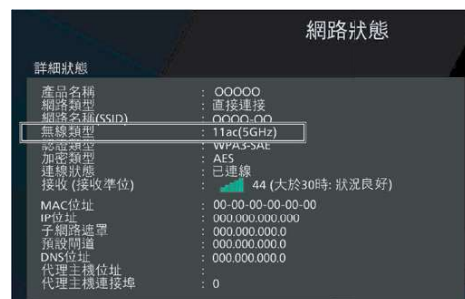 網路狀態
詳細狀態
產品名稱 : OOOOO
網路類型 : 直接連接
網路名稱(SSID) : OOOO-OO
無線類型 : 11ac(5GHz)
認證類型 : WPA3-SAE
加密類型 : AES
連線狀態 : 已連線
接收 (接收準位) : 44 (大於30時: 狀況良好)
MAC位址 : 00-00-00-00-00-00
IP位址 : 000.000.000.000
子網路遮罩 : 000.000.000.0
預設閘道 : 000.000.000.0
DNS位址 : 000.000.000.0
代理主機位址 :
代理主機連接埠 : 0